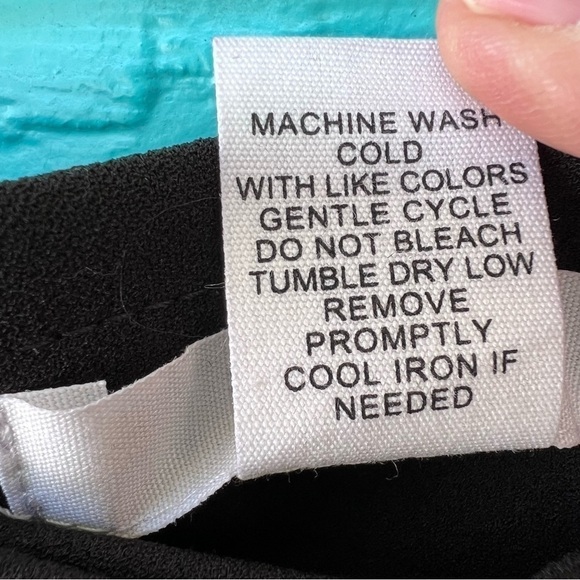 MACHINE WASH
COLD
WITH LIKE COLORS
GENTLE CYCLE
DO NOT BLEACH
TUMBLE DRY LOW
REMOVE
PROMPTLY
COOL IRON IF
NEEDED